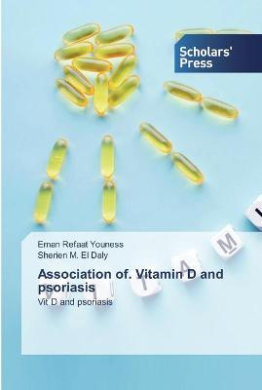 Scholars'
Press
Eman Refaat Youness
Sherien M. El Daly
Association of. Vitamin D and
psoriasis
Vit D and psoriasis
V I T A M I